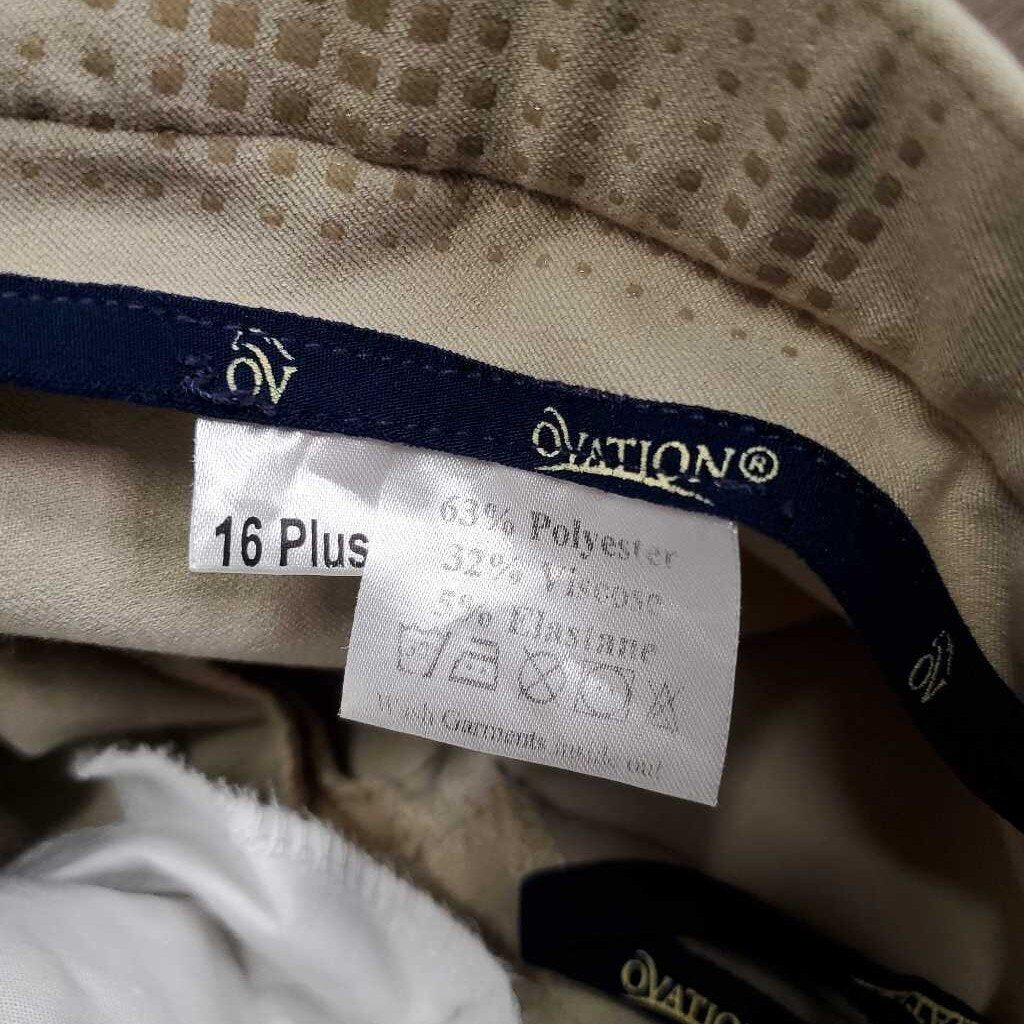 OV
OVATION®
16 Plus
63% Polyester
32% Viscose
5% Elastane
Wash Garments inside out
OV
OVATION